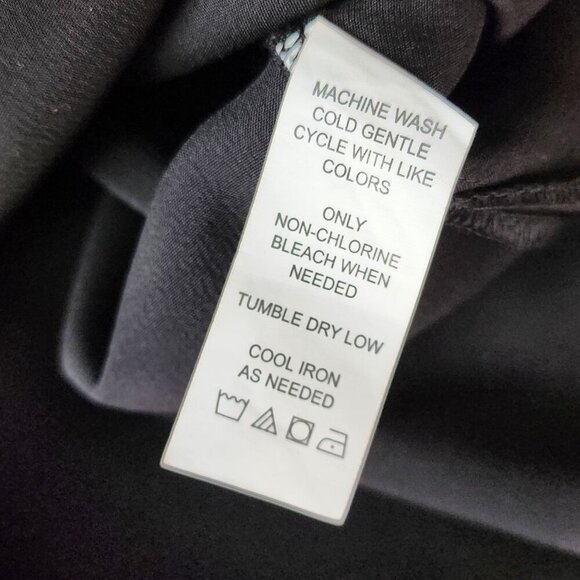 MACHINE WASH
COLD GENTLE
CYCLE WITH LIKE
COLORS
ONLY
NON-CHLORINE
BLEACH WHEN
NEEDED
TUMBLE DRY LOW
COOL IRON
AS NEEDED